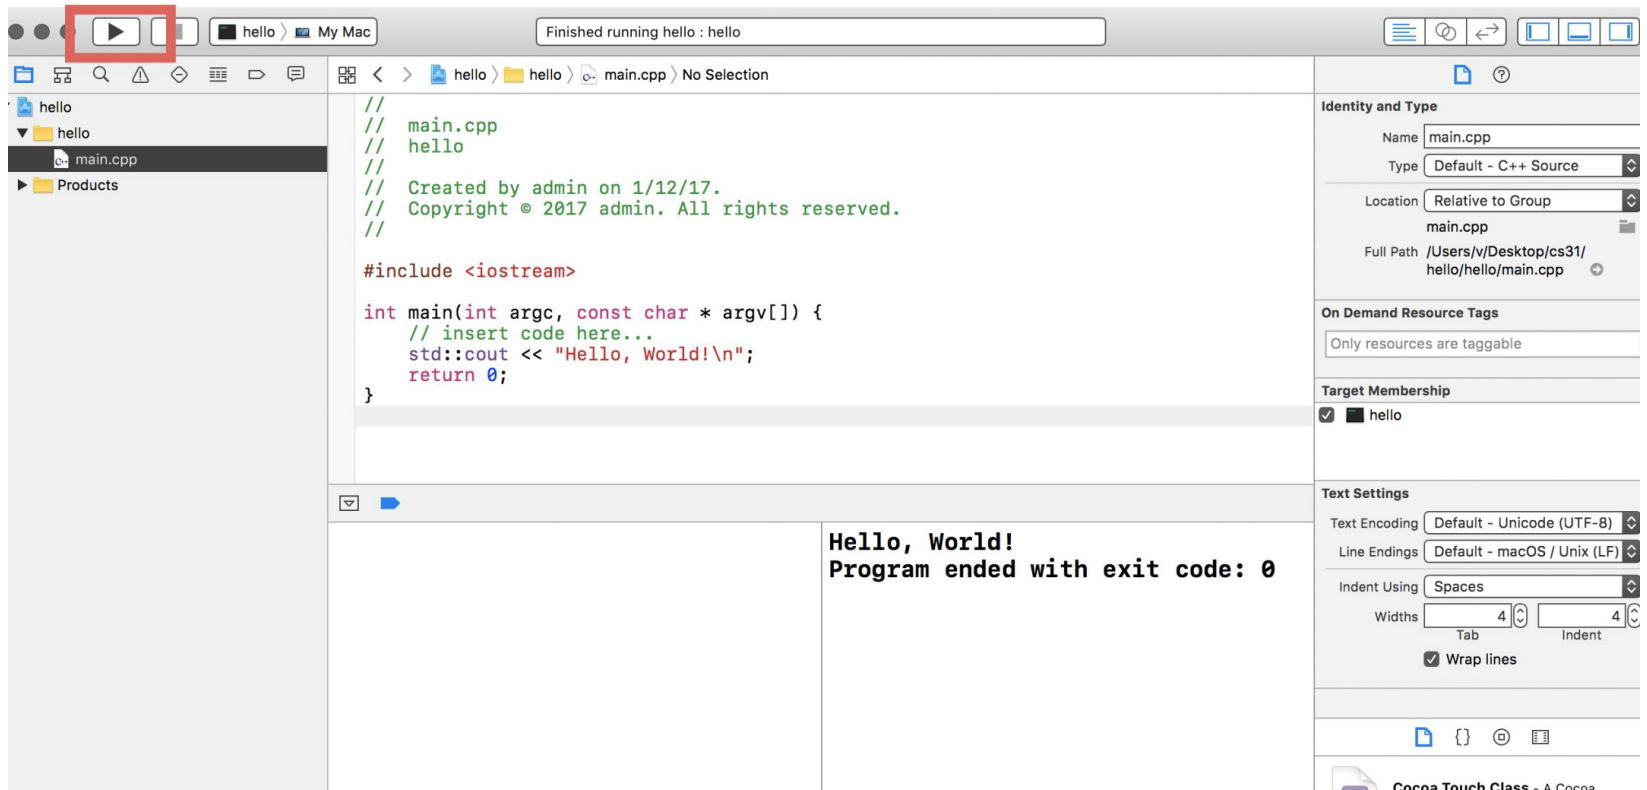 hello 〉 My Mac
Finished running hello : hello
hello 〉 hello 〉 main.cpp 〉 No Selection
hello
hello
main.cpp
Products
//
//  main.cpp
//  hello
//
//  Created by admin on 1/12/17.
//  Copyright © 2017 admin. All rights reserved.
//
#include <iostream>
int main(int argc, const char * argv[]) {
    // insert code here...
    std::cout << "Hello, World!\n";
    return 0;
}
Hello, World!
Program ended with exit code: 0
Identity and Type
Name main.cpp
Type Default - C++ Source
Location Relative to Group
main.cpp
Full Path /Users/v/Desktop/cs31/
hello/hello/main.cpp
On Demand Resource Tags
Only resources are taggable
Target Membership
hello
Text Settings
Text Encoding Default - Unicode (UTF-8)
Line Endings Default - macOS / Unix (LF)
Indent Using Spaces
Widths 4 4
Tab Indent
Wrap lines
{}
Cocoa Touch Class - A Cocoa